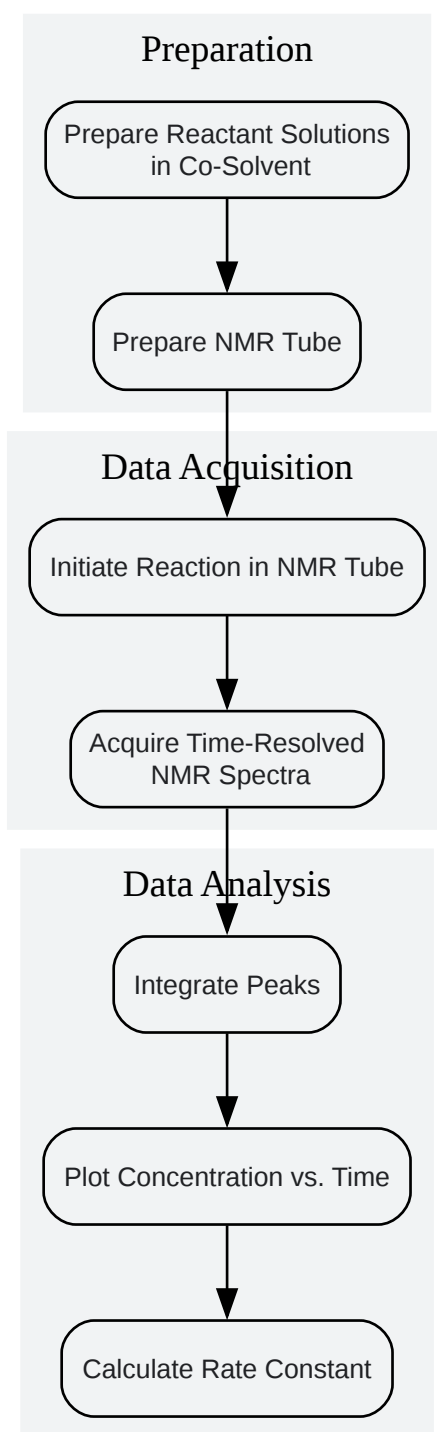 Preparation
Prepare Reactant Solutions
in Co-Solvent
Prepare NMR Tube
Data Acquisition
Initiate Reaction in NMR Tube
Acquire Time-Resolved
NMR Spectra
Data Analysis
Integrate Peaks
Plot Concentration vs. Time
Calculate Rate Constant